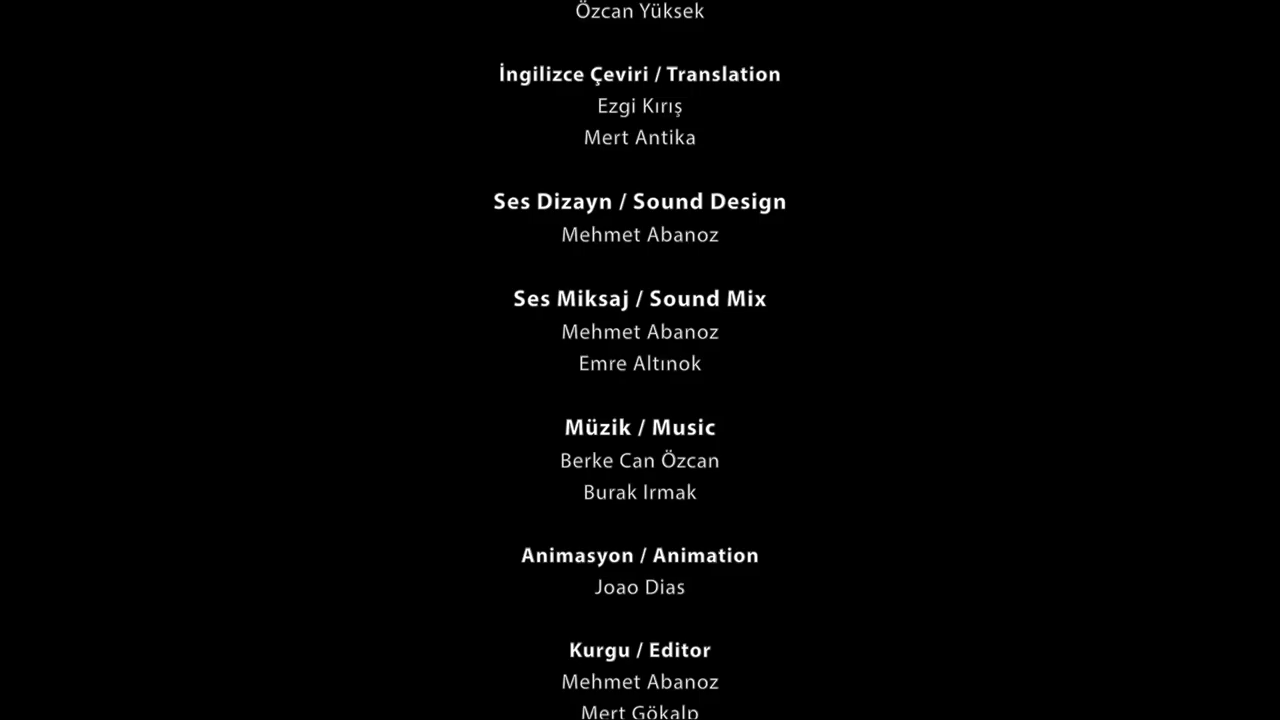 Özcan Yüksek
İngilizce Çeviri / Translation
Ezgi Kırış
Mert Antika
Ses Dizayn / Sound Design
Mehmet Abanoz
Ses Miksaj / Sound Mix
Mehmet Abanoz
Emre Altınok
Müzik / Music
Berke Can Özcan
Burak Irmak
Animasyon / Animation
Joao Dias
Kurgu / Editor
Mehmet Abanoz
Mert Gökalp